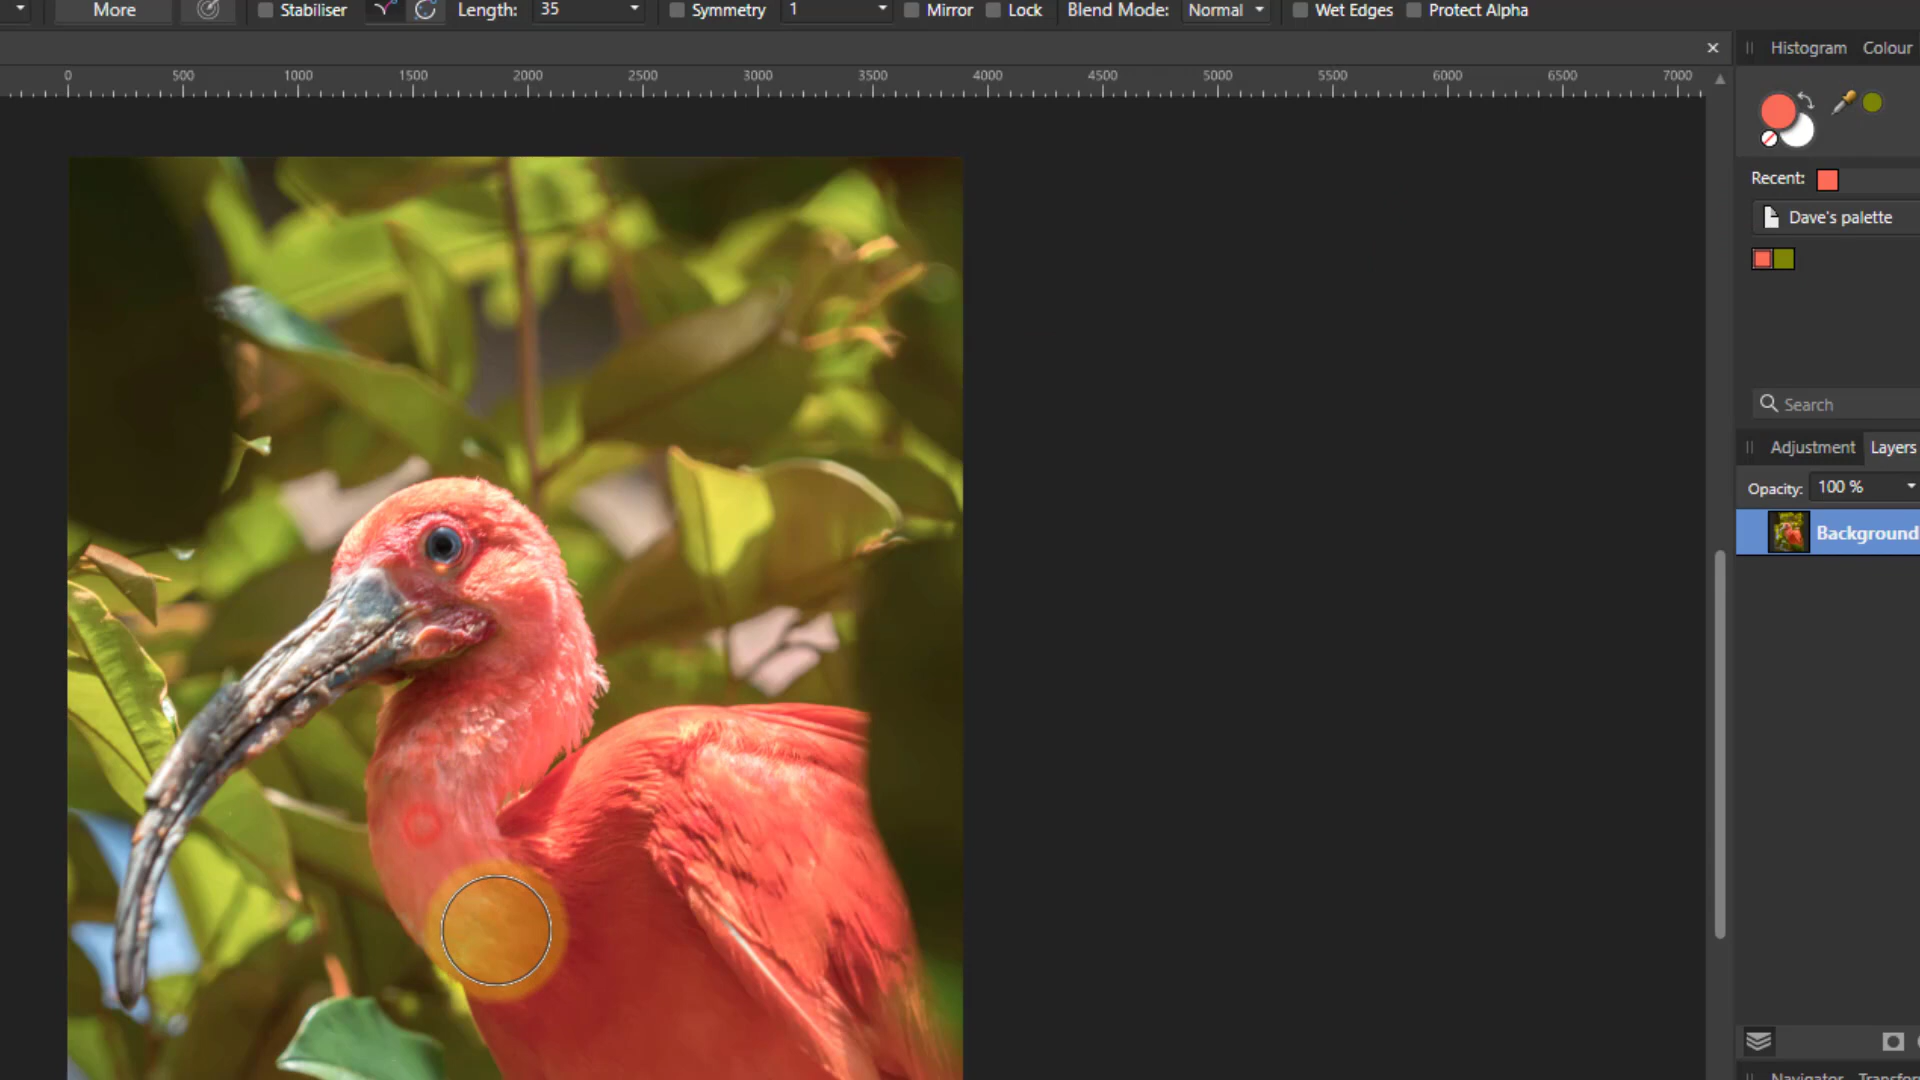 More Stabiliser Length: 35 Symmetry 1 Mirror Lock Blend Mode: Normal Wet Edges Protect Alpha
Histogram Colour
0 500 1000 1500 2000 2500 3000 3500 4000 4500 5000 5500 6000 6500 7000
Recent:
Dave's palette
Search
Adjustment Layers
Opacity: 100 %
Background
Navigator